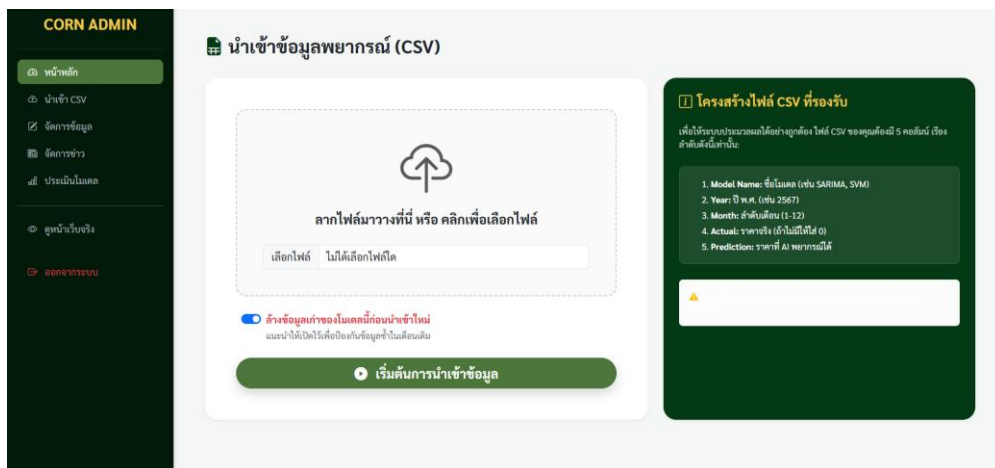 CORN ADMIN
หน้าหลัก
นำเข้า CSV
จัดการข้อมูล
จัดการข่าว
ประเมินโมเดล
ดูหน้าเว็บจริง
ออกจากระบบ
นำเข้าข้อมูลพยากรณ์ (CSV)
ลากไฟล์มาวางที่นี่ หรือ คลิกเพื่อเลือกไฟล์
เลือกไฟล์ ไม่ได้เลือกไฟล์ใด
ล้างข้อมูลเก่าของโมเดลนี้ก่อนนำเข้าใหม่
แนะนำให้เปิดไว้เพื่อป้องกันข้อมูลซ้ำในเดือนเดิม
เริ่มต้นการนำเข้าข้อมูล
โครงสร้างไฟล์ CSV ที่รองรับ
เพื่อให้ระบบประมวลผลได้อย่างถูกต้อง ไฟล์ CSV ของคุณต้องมี 5 คอลัมน์ เรียง
ลำดับดังนี้เท่านั้น:
1. Model Name: ชื่อโมเดล (เช่น SARIMA, SVM)
2. Year: ปี พ.ศ. (เช่น 2567)
3. Month: ลำดับเดือน (1-12)
4. Actual: ราคาจริง (ถ้าไม่มีให้ใส่ 0)
5. Prediction: ราคาที่ AI พยากรณ์ได้